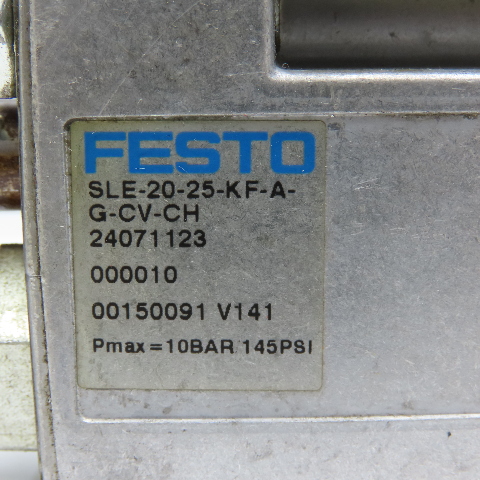 FESTO
SLE-20-25-KF-A-
G-CV-CH
24071123
000010
00150091 V141
Pmax=10BAR 145PSI